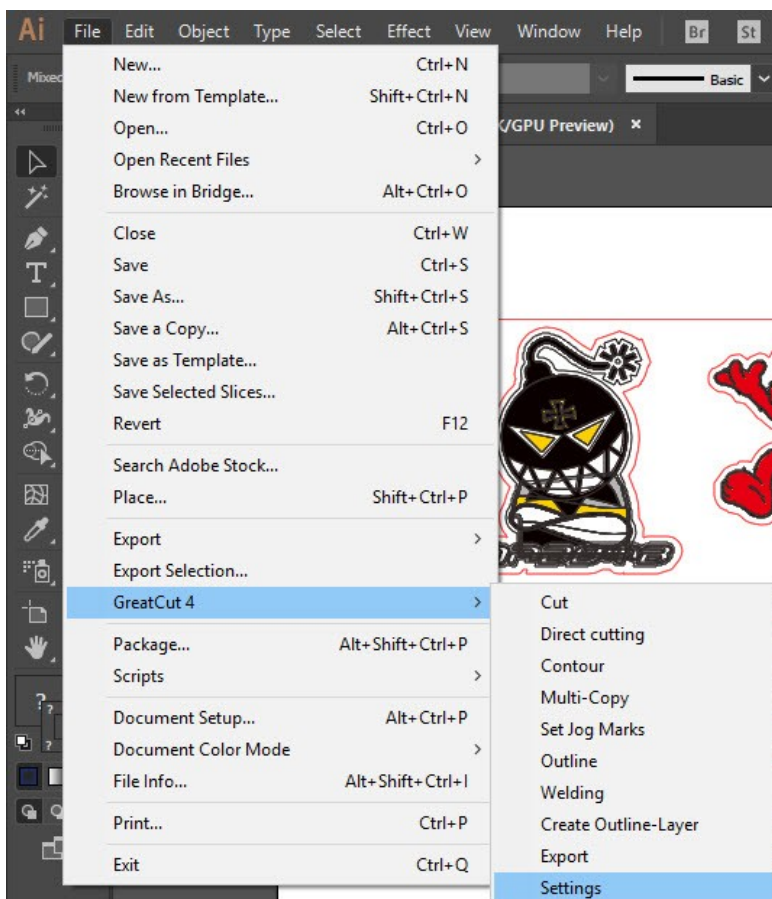 Ai File Edit Object Type Select Effect View Window Help Br St
Mixed Basic
New... Ctrl+N
New from Template... Shift+Ctrl+N
Open... Ctrl+O
/GPU Preview) ×
Open Recent Files >
Browse in Bridge... Alt+Ctrl+O
Close Ctrl+W
Save Ctrl+S
Save As... Shift+Ctrl+S
Save a Copy... Alt+Ctrl+S
Save as Template...
Save Selected Slices...
Revert F12
Search Adobe Stock...
Place... Shift+Ctrl+P
Export >
Export Selection...
GreatCut 4 >
Cut
Package... Alt+Shift+Ctrl+P
Direct cutting
Scripts >
Contour
Multi-Copy
Document Setup... Alt+Ctrl+P
Set Jog Marks
Document Color Mode >
Outline
File Info... Alt+Shift+Ctrl+I
Welding
Print... Ctrl+P
Create Outline-Layer
Export
Exit Ctrl+Q
Settings